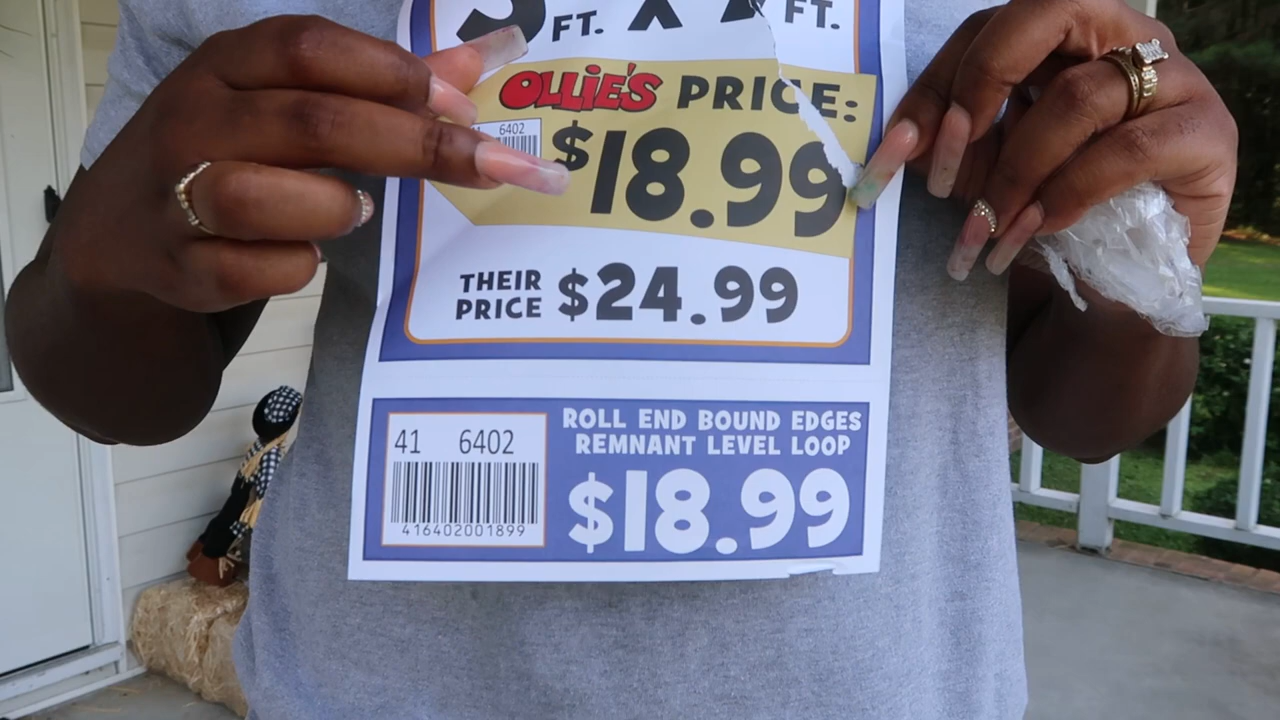 FT. X FT.
OLLiE'S PRICE:
6402
$18.99
THEIR
PRICE $24.99
41 6402
416402001899
ROLL END BOUND EDGES
REMNANT LEVEL LOOP
$18.99